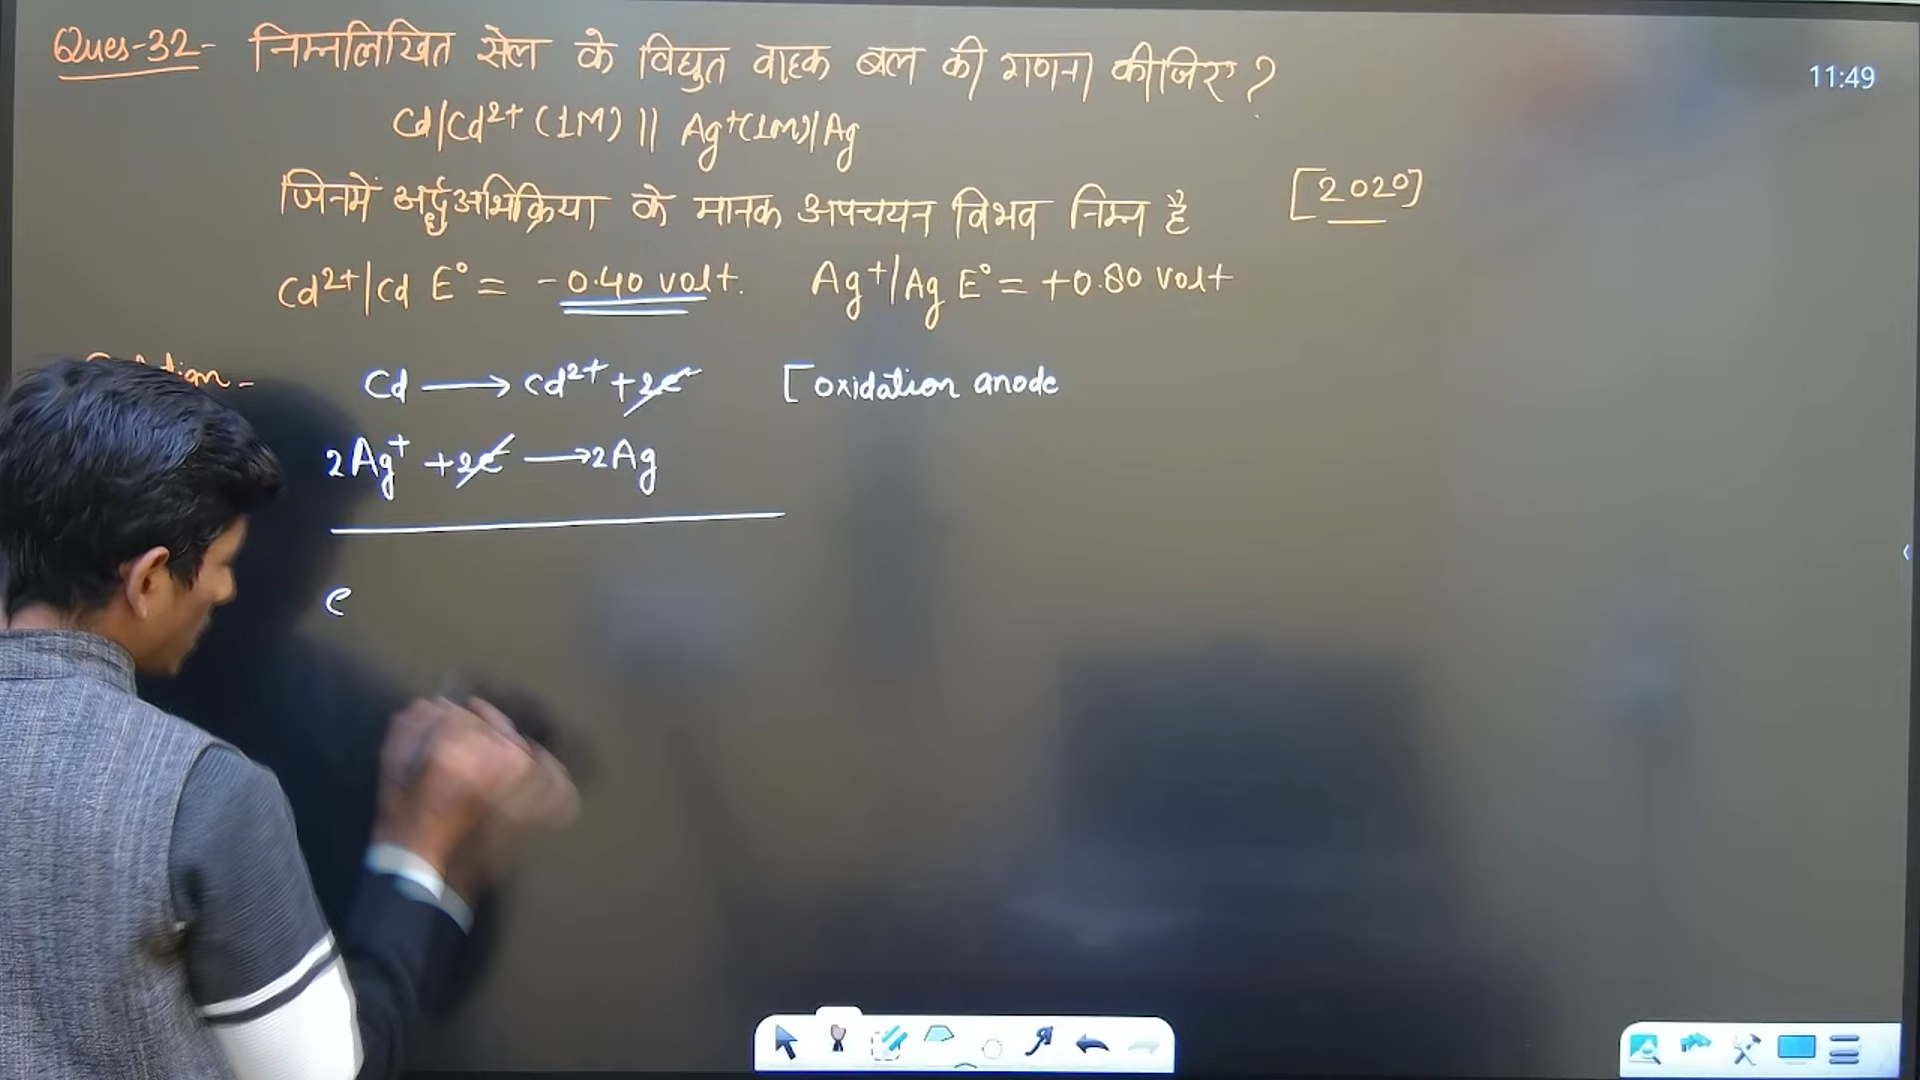 Ques-32- निम्नलिखित सेल के विद्युत वाहक बल की गणना कीजिए ?
11:49
Cd/Cd²⁺ (1M) || Ag⁺(1M)/Ag
जिनमें अर्द्धअभिक्रिया के मानक अपचयन विभव निम्न है
[2020]
Cd²⁺/Cd E° = -0.40 volt. Ag⁺/Ag E° = +0.80 volt
Cd ⟶ Cd²⁺ + 2e⁻ [oxidation anode
2Ag⁺ + 2e⁻ ⟶ 2Ag
C